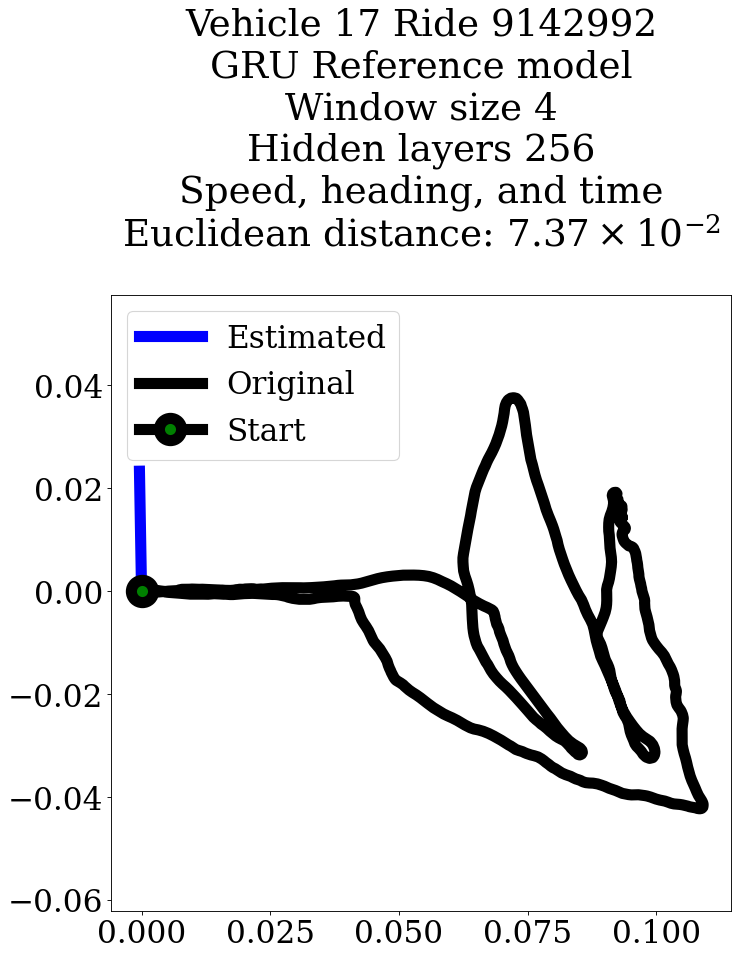 Vehicle 17 Ride 9142992
GRU Reference model
Window size 4
Hidden layers 256
Speed, heading, and time
Euclidean distance: 7.37 × 10⁻²
Estimated
Original
Start
0.04
0.02
0.00
−0.02
−0.04
−0.06
0.000 0.025 0.050 0.075 0.100